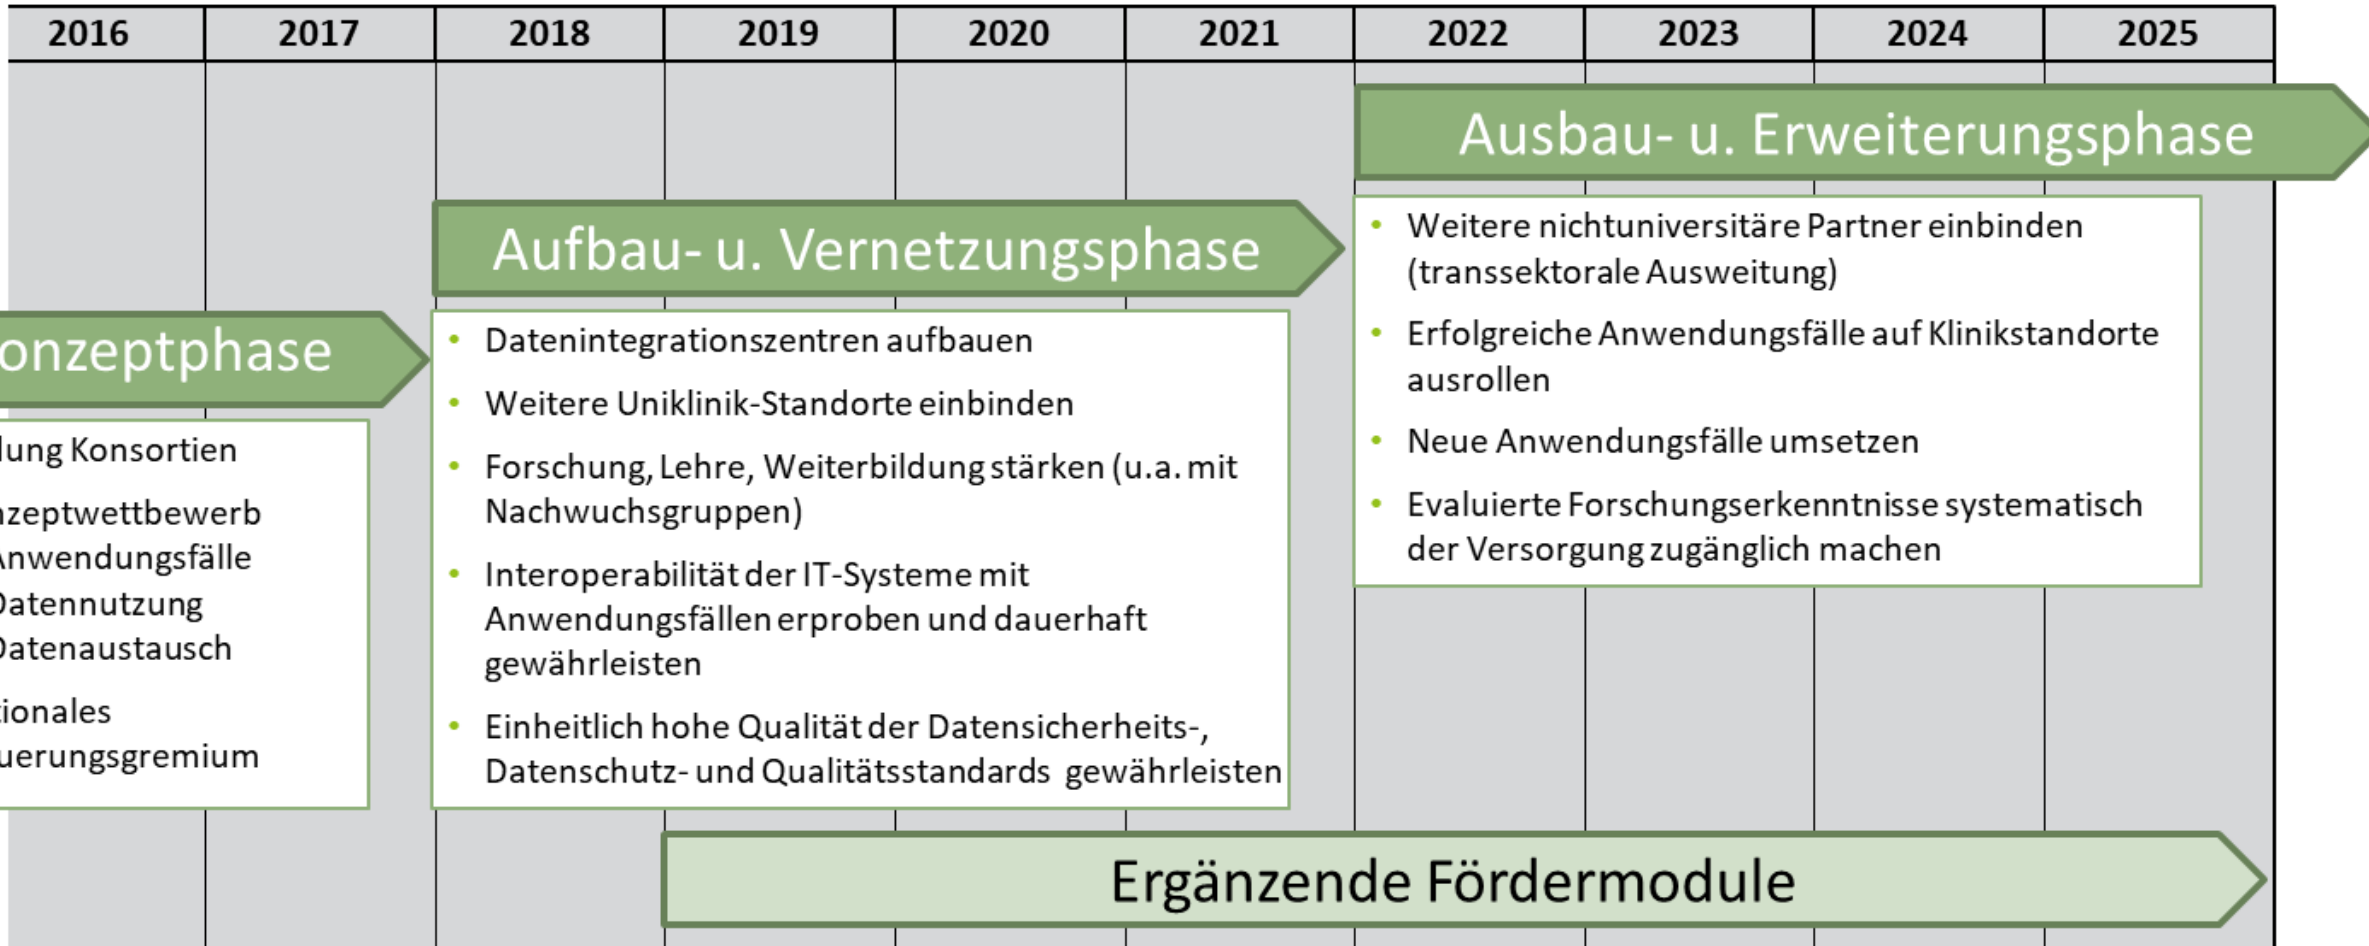 2016 2017 2018 2019 2020 2021 2022 2023 2024 2025
Ausbau- u. Erweiterungsphase
• Weitere nichtuniversitäre Partner einbinden
(transsektorale Ausweitung)
• Erfolgreiche Anwendungsfälle auf Klinikstandorte
ausrollen
• Neue Anwendungsfälle umsetzen
• Evaluierte Forschungserkenntnisse systematisch
der Versorgung zugänglich machen
Aufbau- u. Vernetzungsphase
• Datenintegrationszentren aufbauen
• Weitere Uniklinik-Standorte einbinden
• Forschung, Lehre, Weiterbildung stärken (u.a. mit
Nachwuchsgruppen)
• Interoperabilität der IT-Systeme mit
Anwendungsfällen erproben und dauerhaft
gewährleisten
• Einheitlich hohe Qualität der Datensicherheits-,
Datenschutz- und Qualitätsstandards gewährleisten
onzeptphase
lung Konsortien
nzeptwettbewerb
Anwendungsfälle
Datennutzung
Datenaustausch
tionales
uerungsgremium
Ergänzende Fördermodule